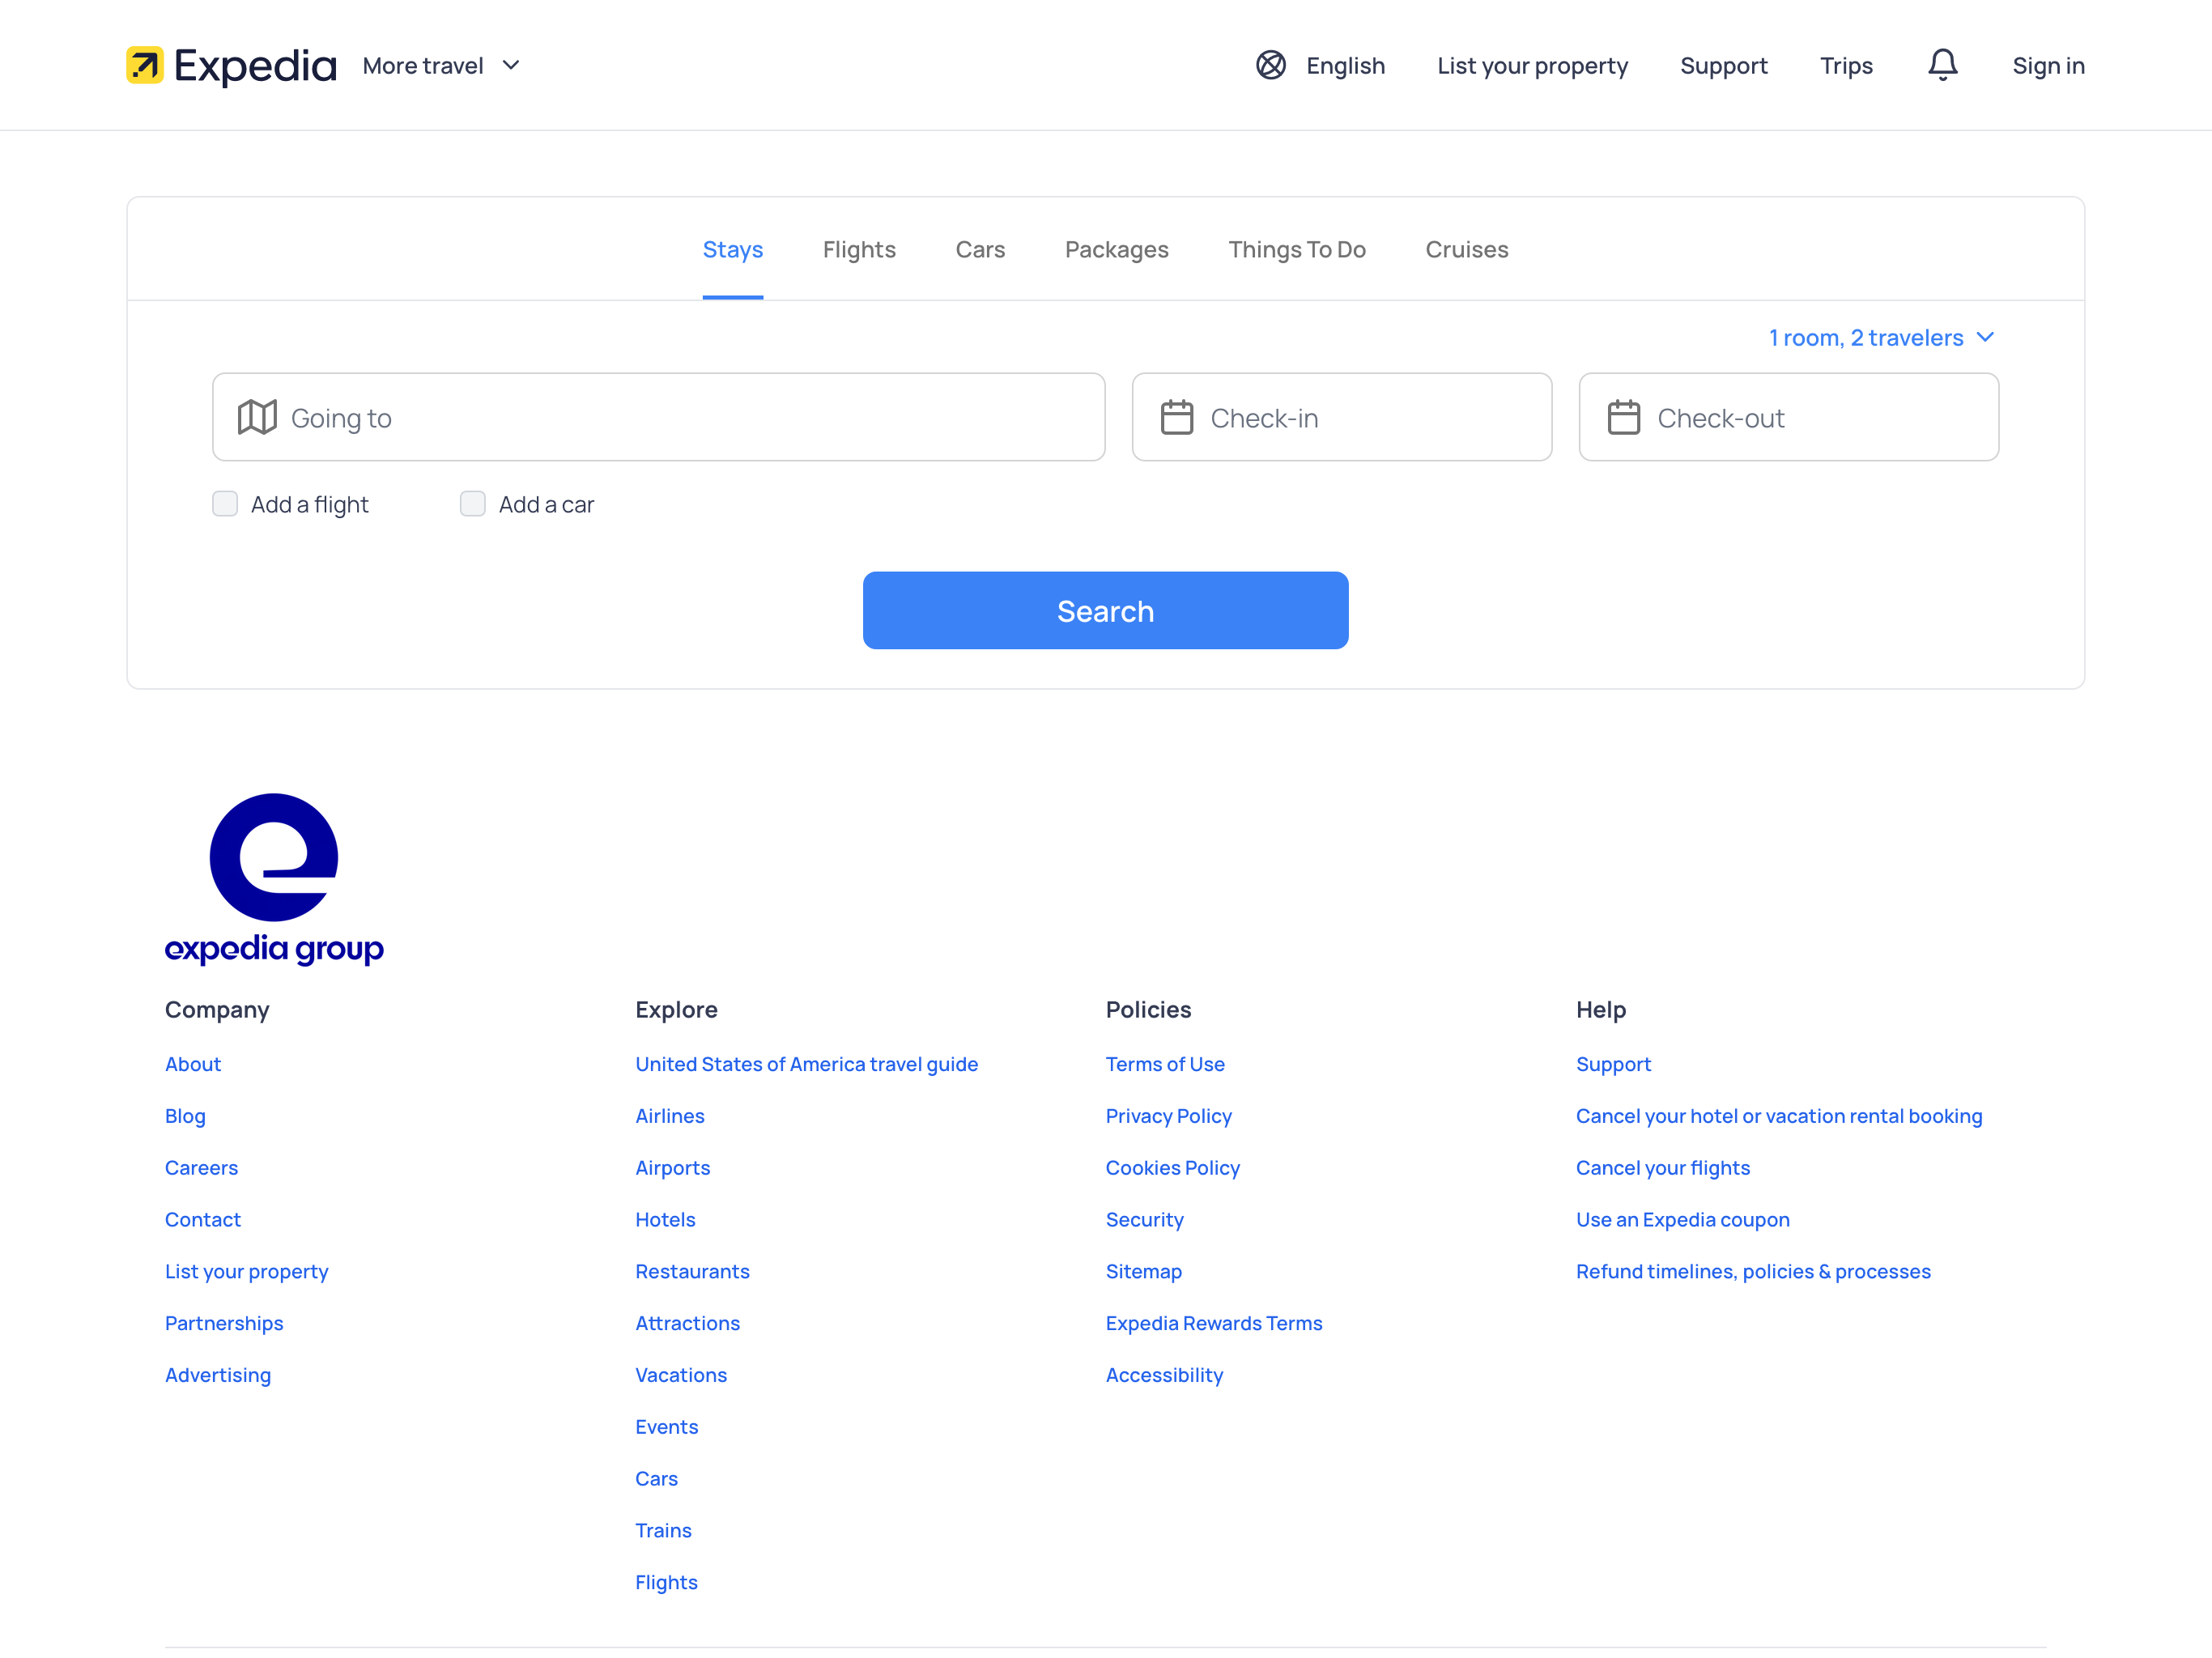 Expedia More travel English List your property Support Trips Sign in
Stays Flights Cars Packages Things To Do Cruises
1 room, 2 travelers
Going to Check-in Check-out
Add a flight Add a car
Search
expedia group
Company
About
Blog
Careers
Contact
List your property
Partnerships
Advertising
Explore
United States of America travel guide
Airlines
Airports
Hotels
Restaurants
Attractions
Vacations
Events
Cars
Trains
Flights
Policies
Terms of Use
Privacy Policy
Cookies Policy
Security
Sitemap
Expedia Rewards Terms
Accessibility
Help
Support
Cancel your hotel or vacation rental booking
Cancel your flights
Use an Expedia coupon
Refund timelines, policies & processes